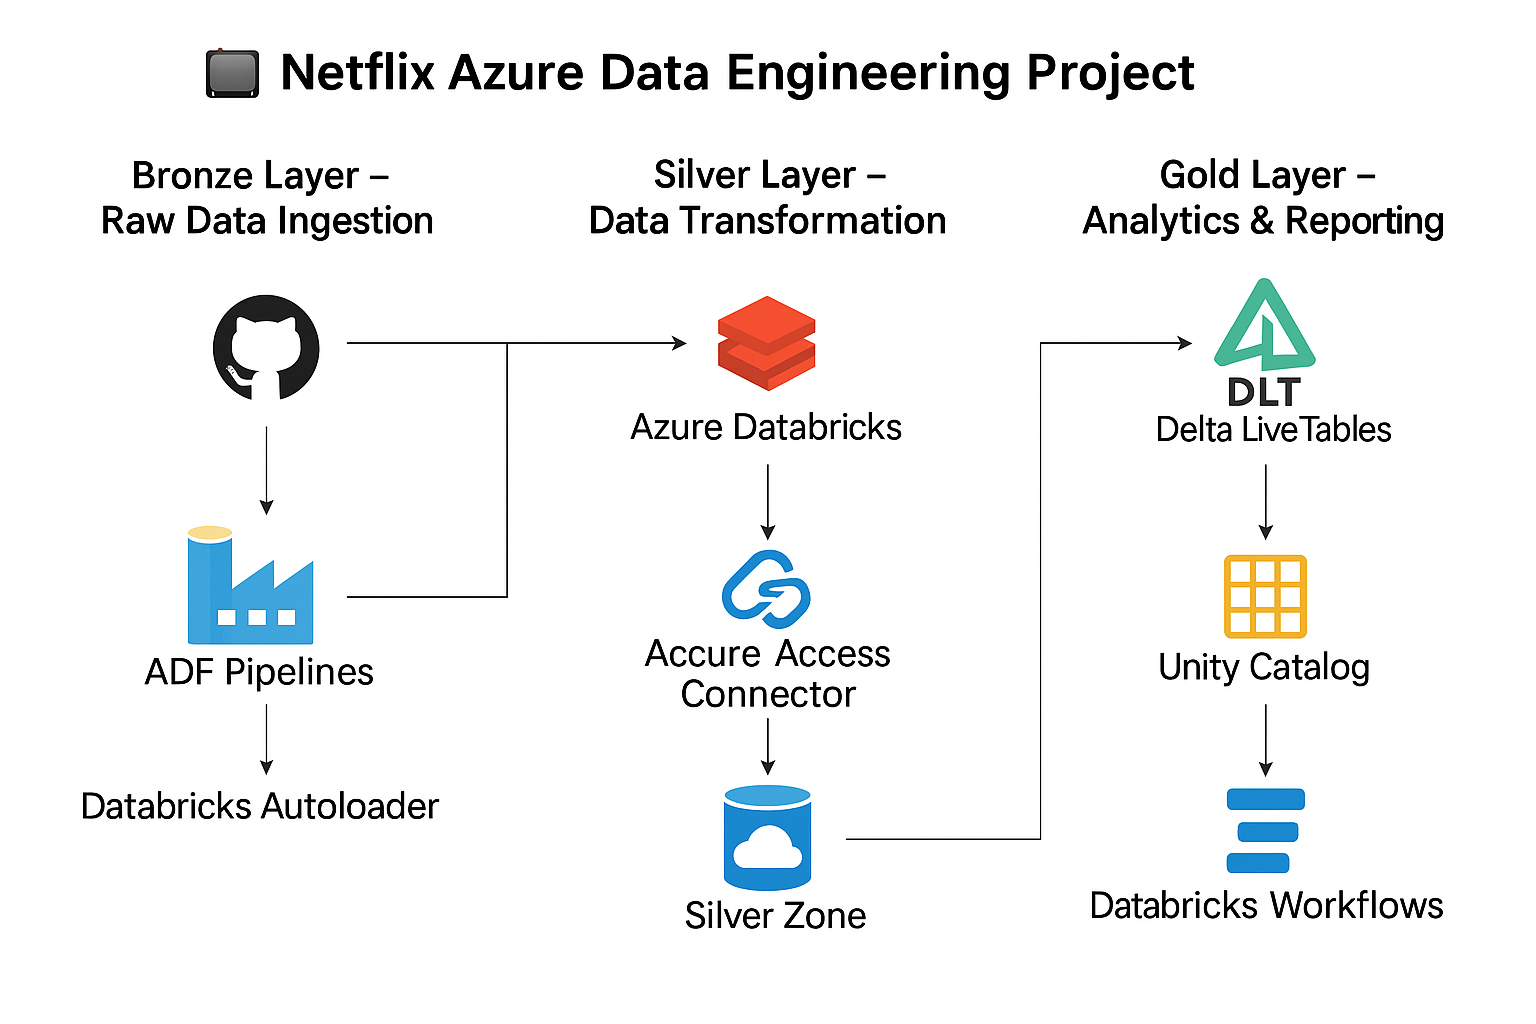 Netflix Azure Data Engineering Project
Bronze Layer –
Raw Data Ingestion
ADF Pipelines
Databricks Autoloader
Silver Layer –
Data Transformation
Azure Databricks
Accure Access
Connector
Silver Zone
Gold Layer –
Analytics & Reporting
DLT
Delta LiveTables
Unity Catalog
Databricks Workflows